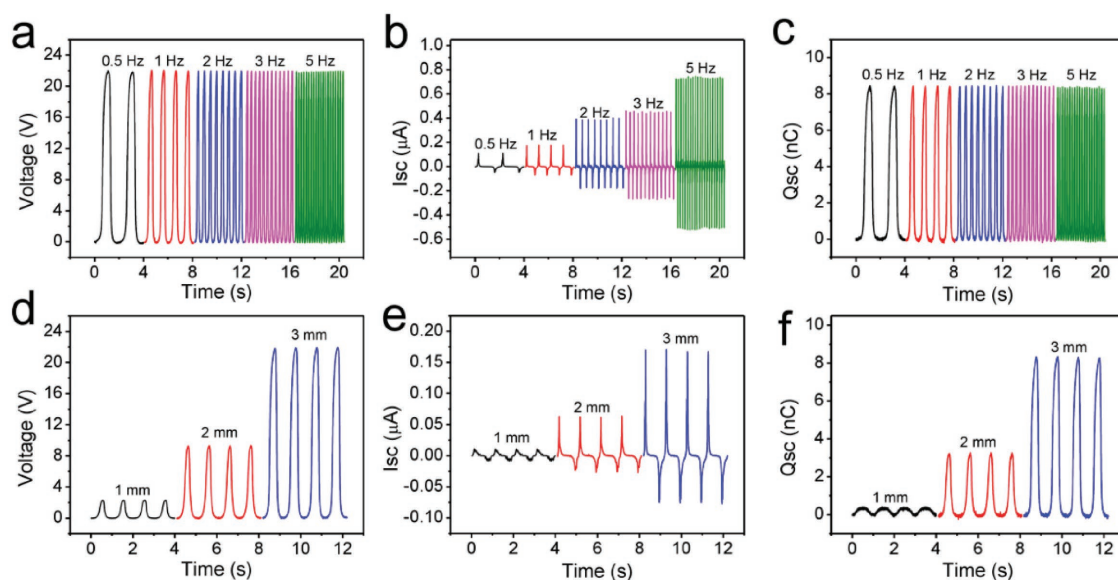 a
24
20
16
12
8
4
0
Voltage (V)
0.5 Hz 1 Hz 2 Hz 3 Hz 5 Hz
0 4 8 12 16 20
Time (s)
b
1.0
0.8
0.6
0.4
0.2
0.0
-0.2
-0.4
-0.6
Isc (μA)
0.5 Hz 1 Hz 2 Hz 3 Hz 5 Hz
0 4 8 12 16 20
Time (s)
c
10
8
6
4
2
0
Qsc (nC)
0.5 Hz 1 Hz 2 Hz 3 Hz 5 Hz
0 4 8 12 16 20
Time (s)
d
24
20
16
12
8
4
0
Voltage (V)
1 mm 2 mm 3 mm
0 2 4 6 8 10 12
Time (s)
e
0.20
0.15
0.10
0.05
0.00
-0.05
-0.10
Isc (μA)
1 mm 2 mm 3 mm
0 2 4 6 8 10 12
Time (s)
f
10
8
6
4
2
0
Qsc (nC)
1 mm 2 mm 3 mm
0 2 4 6 8 10 12
Time (s)